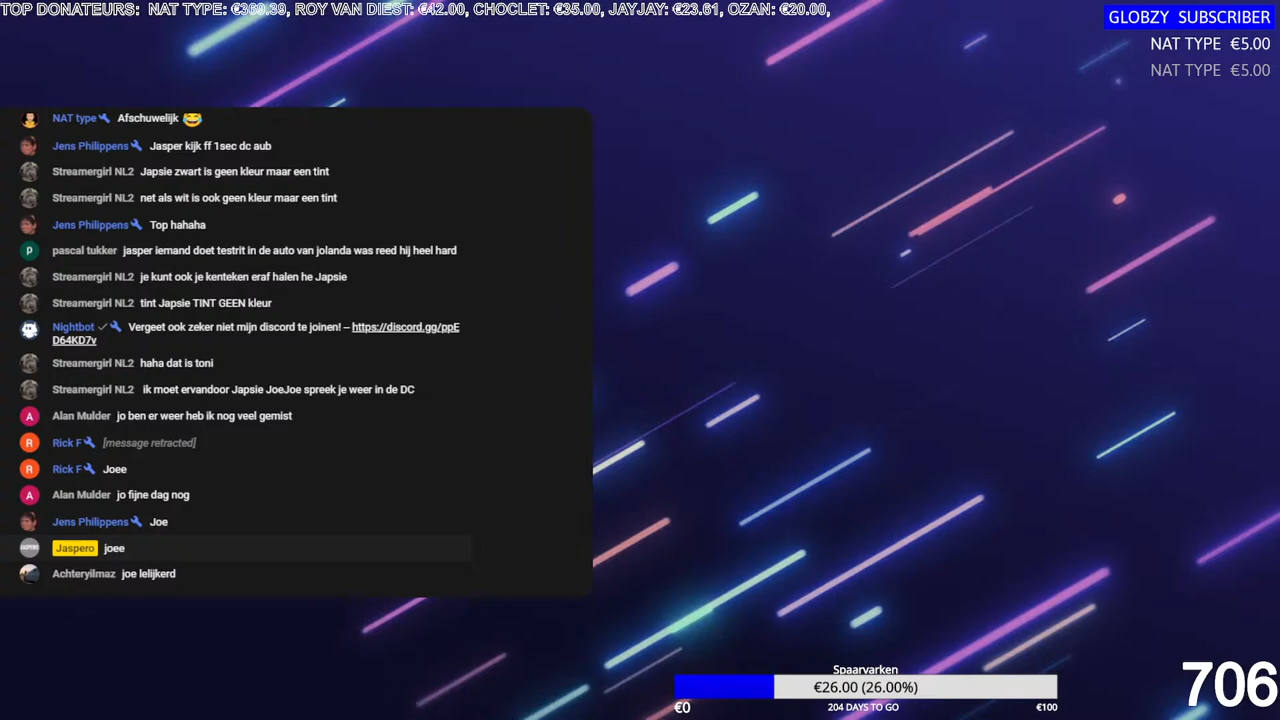 TOP DONATEURS: NAT TYPE: €369.39, ROY VAN DIEST: €42.00, CHOCLET: €35.00, JAYJAY: €23.61, OZAN: €20.00,
GLOBZY SUBSCRIBER
NAT TYPE €5.00
NAT TYPE €5.00
NAT type Afschuwelijk 😂
Jens Philippens Jasper kijk ff 1sec dc aub
Streamergirl NL2 Japsie zwart is geen kleur maar een tint
Streamergirl NL2 net als wit is ook geen kleur maar een tint
Jens Philippens Top hahaha
P pascal tukker jasper iemand doet testrit in de auto van jolanda was reed hij heel hard
Streamergirl NL2 je kunt ook je kenteken eraf halen he Japsie
Streamergirl NL2 tint Japsie TINT GEEN kleur
Nightbot Vergeet ook zeker niet mijn discord te joinen! – https://discord.gg/ppE
D64KD7v
Streamergirl NL2 haha dat is toni
Streamergirl NL2 ik moet ervandoor Japsie JoeJoe spreek je weer in de DC
A Alan Mulder jo ben er weer heb ik nog veel gemist
R Rick F [message retracted]
R Rick F Joee
A Alan Mulder jo fijne dag nog
Jens Philippens Joe
JASPERO Jaspero joee
Achteryilmaz joe lelijkerd
Spaarvarken
€26.00 (26.00%)
€0 204 DAYS TO GO €100
706